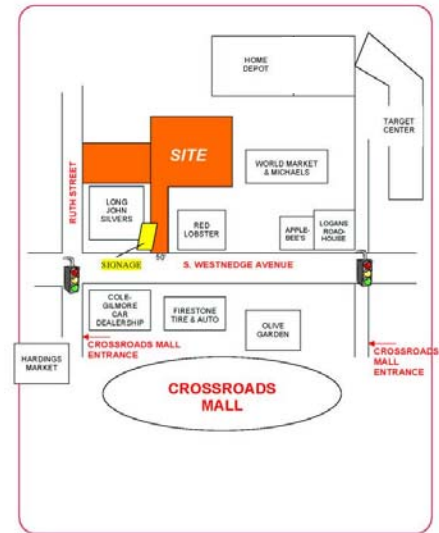 HOME
DEPOT
TARGET
CENTER
RUTH STREET
SITE
WORLD MARKET
& MICHAELS
LONG
JOHN
SILVERS
RED
LOBSTER
APPLE-
BEE'S
LOGANS
ROAD-
HOUSE
SIGNAGE
50'
S. WESTNEDGE AVENUE
COLE-
GILMORE
CAR
DEALERSHIP
FIRESTONE
TIRE & AUTO
OLIVE
GARDEN
HARDINGS
MARKET
CROSSROADS MALL
ENTRANCE
CROSSROADS
MALL
ENTRANCE
CROSSROADS
MALL